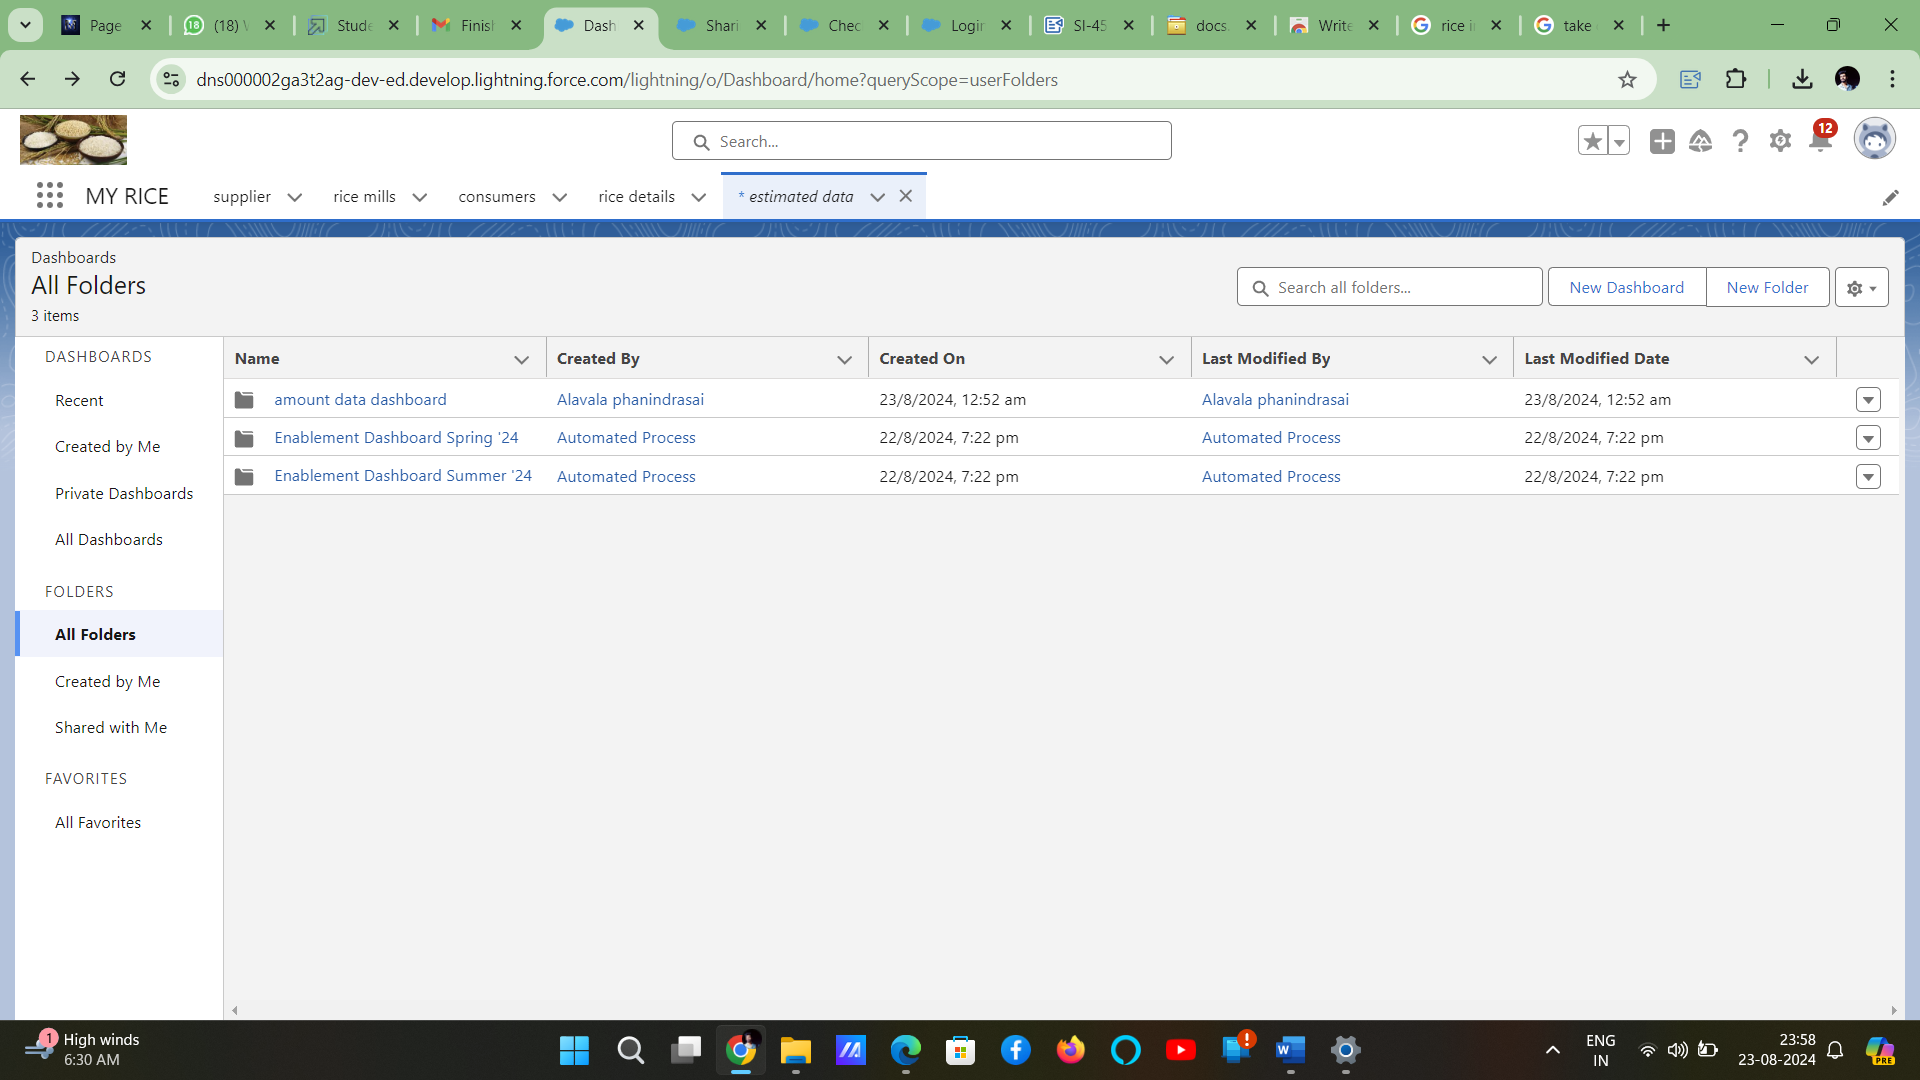 Page
(18) W
Stude
Finish
Dash
Shari
Chec
Login
SI-45
docs.
Write
rice i
take
dns000002ga3t2ag-dev-ed.develop.lightning.force.com/lightning/o/Dashboard/home?queryScope=userFolders
Search...
12
MY RICE
supplier
rice mills
consumers
rice details
* estimated data
Dashboards
All Folders
3 items
Search all folders...
New Dashboard
New Folder
DASHBOARDS
Recent
Created by Me
Private Dashboards
All Dashboards
FOLDERS
All Folders
Created by Me
Shared with Me
FAVORITES
All Favorites
Name Created By Created On Last Modified By Last Modified Date
amount data dashboard Alavala phanindrasai 23/8/2024, 12:52 am Alavala phanindrasai 23/8/2024, 12:52 am
Enablement Dashboard Spring '24 Automated Process 22/8/2024, 7:22 pm Automated Process 22/8/2024, 7:22 pm
Enablement Dashboard Summer '24 Automated Process 22/8/2024, 7:22 pm Automated Process 22/8/2024, 7:22 pm
1
High winds
6:30 AM
ENG
IN
23:58
23-08-2024
PRE